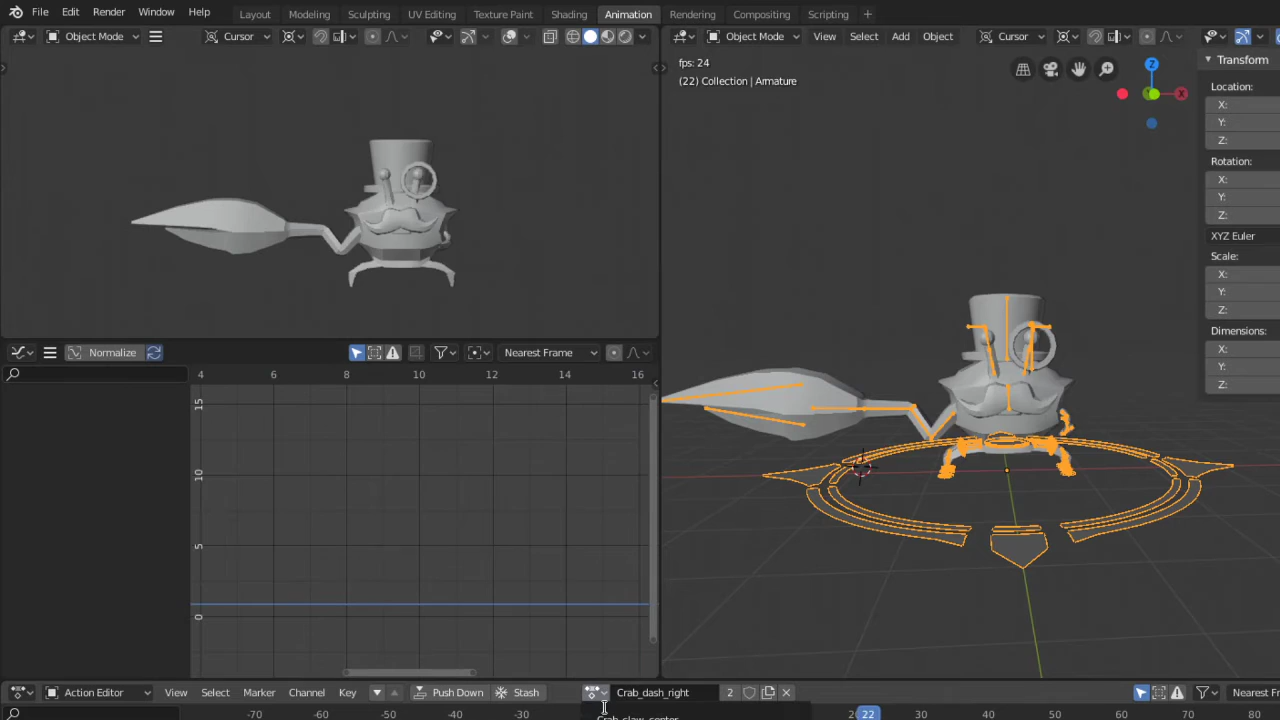 File Edit Render Window Help Layout Modeling Sculpting UV Editing Texture Paint Shading Animation Rendering Compositing Scripting +
Object Mode Cursor
Object Mode View Select Add Object Cursor
fps: 24
(22) Collection | Armature
Z
X
Transform
Location:
X:
Y:
Z:
Rotation:
X:
Y:
Z:
XYZ Euler
Scale:
X:
Y:
Z:
Dimensions:
X:
Y:
Z:
Normalize Nearest Frame
4 6 8 10 12 14 16
15
10
5
0
Action Editor View Select Marker Channel Key Push Down Stash Crab_dash_right 2 Nearest Fr
-70 -60 -50 -40 -30 22 30 40 50 60 70 80
Crab_claw_center